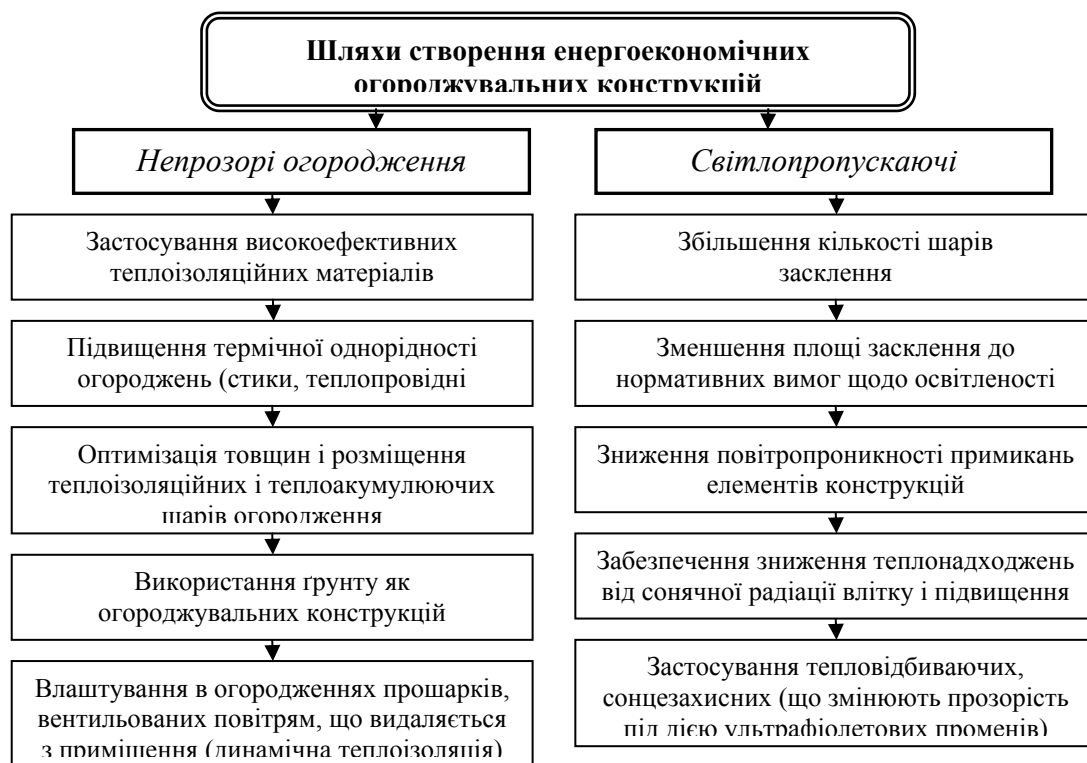 Шляхи створення енергоекономічних
огороджувальних конструкцій
Непрозорі огородження
Застосування високоефективних
теплоізоляційних матеріалів
Підвищення термічної однорідності
огороджень (стики, теплопровідні
Оптимізація товщин і розміщення
теплоізоляційних і теплоакумулюючих
шарів огородження
Використання ґрунту як
огороджувальних конструкцій
Влаштування в огородженнях прошарків,
вентильованих повітрям, що видаляється
з приміщення (динамічна теплоізоляція)
Світлопропускаючі
Збільшення кількості шарів
засклення
Зменшення площі засклення до
нормативних вимог щодо освітленості
Зниження повітропроникності примикань
елементів конструкцій
Забезпечення зниження теплонадходжень
від сонячної радіації влітку і підвищення
Застосування тепловідбиваючих,
сонцезахисних (що змінюють прозорість
під дією ультрафіолетових променів)